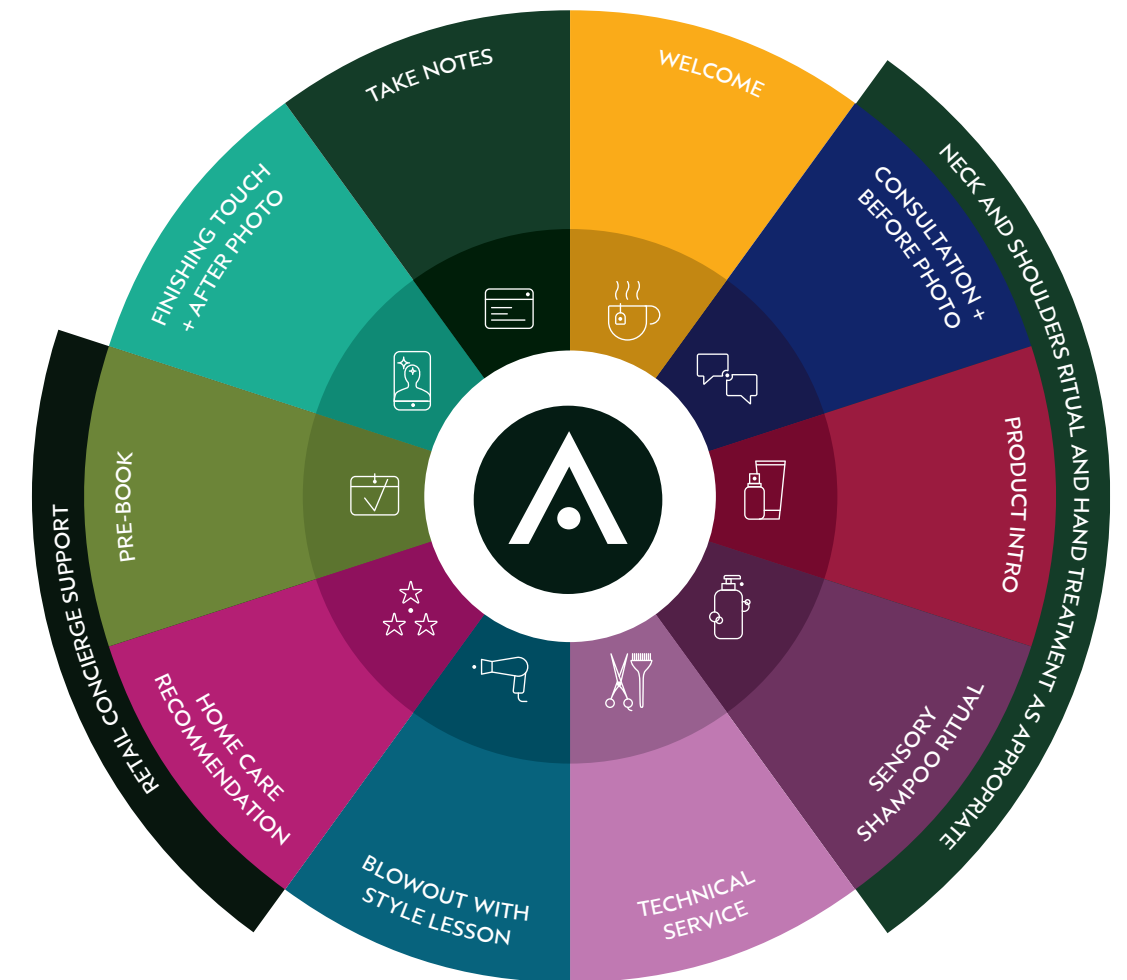 WELCOME
CONSULTATION +
BEFORE PHOTO
PRODUCT INTRO
SENSORY
SHAMPOO RITUAL
TECHNICAL
SERVICE
BLOWOUT WITH
STYLE LESSON
HOME CARE
RECOMMENDATION
PRE-BOOK
FINISHING TOUCH
+ AFTER PHOTO
TAKE NOTES
NECK AND SHOULDERS RITUAL AND HAND TREATMENT AS APPROPRIATE
RETAIL CONCIERGE SUPPORT